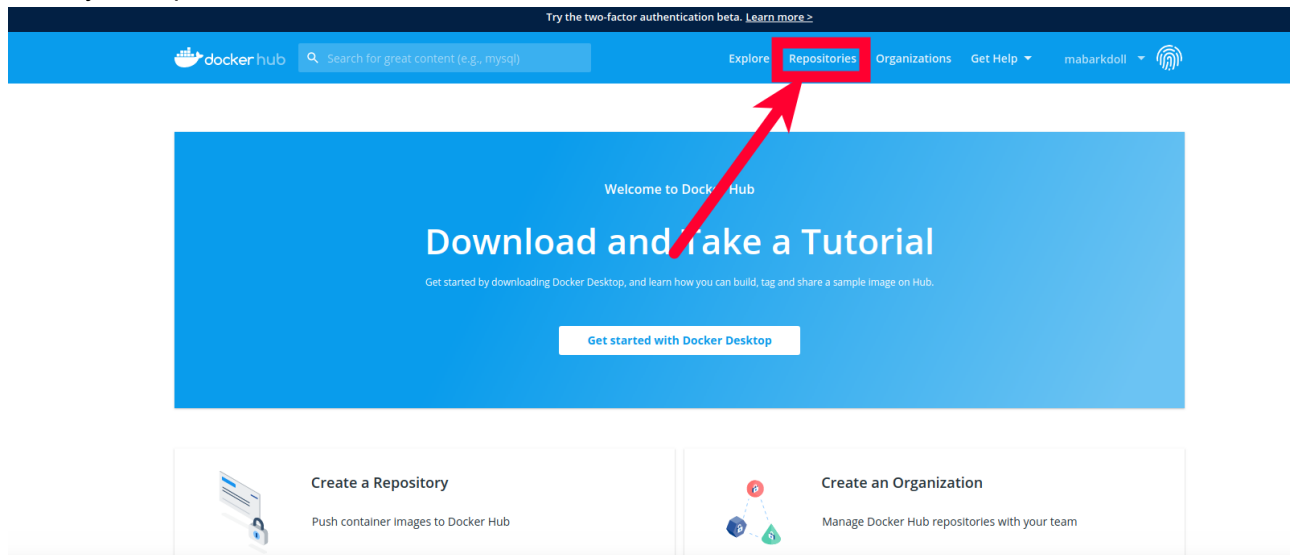 Try the two-factor authentication beta. Learn more >
dockerhub Search for great content (e.g., mysql) Explore Repositories Organizations Get Help mabarkdoll
Welcome to Docker Hub
Download and Take a Tutorial
Get started by downloading Docker Desktop, and learn how you can build, tag and share a sample image on Hub.
Get started with Docker Desktop
Create a Repository
Push container images to Docker Hub
Create an Organization
Manage Docker Hub repositories with your team